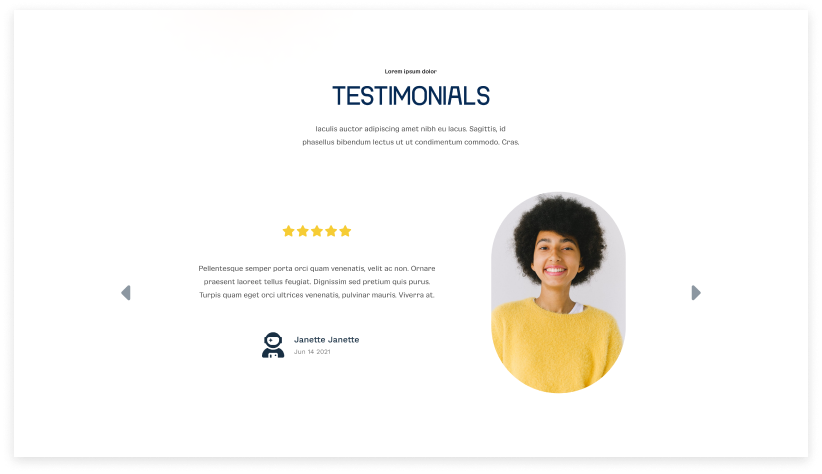 Lorem ipsum dolor
TESTIMONIALS
Iaculis auctor adipiscing amet nibh eu lacus. Sagittis, id
phasellus bibendum lectus ut ut condimentum commodo. Cras.
Pellentesque semper porta orci quam venenatis, velit ac non. Ornare
praesent laoreet tellus feugiat. Dignissim sed pretium quis purus.
Turpis quam eget orci ultrices venenatis, pulvinar mauris. Viverra at.
Janette Janette
Jun 14 2021